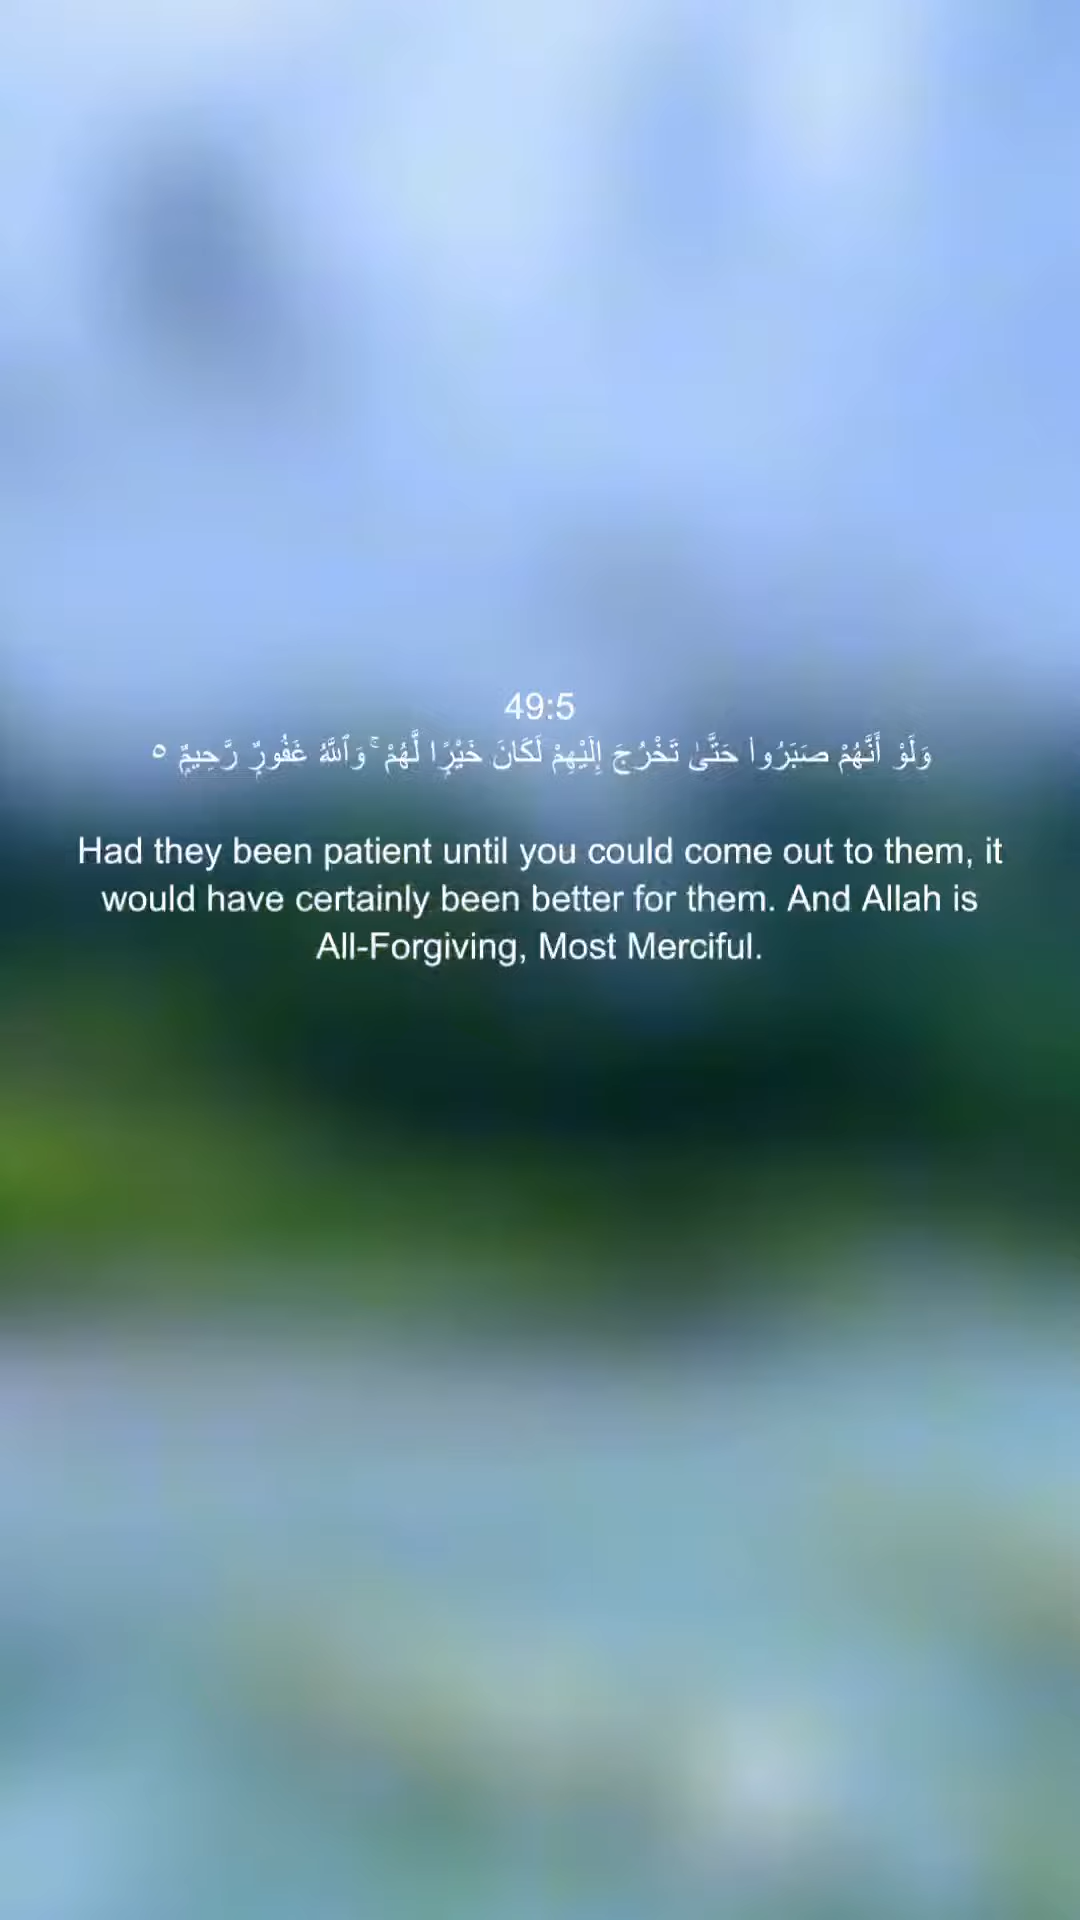 49:5
وَلَوْ أَنَّهُمْ صَبَرُوا۟ حَتَّىٰ تَخْرُجَ إِلَيْهِمْ لَكَانَ خَيْرًۭا لَّهُمْ ۚ وَٱللَّهُ غَفُورٌۭ رَّحِيمٌۭ ٥
Had they been patient until you could come out to them, it
would have certainly been better for them. And Allah is
All-Forgiving, Most Merciful.